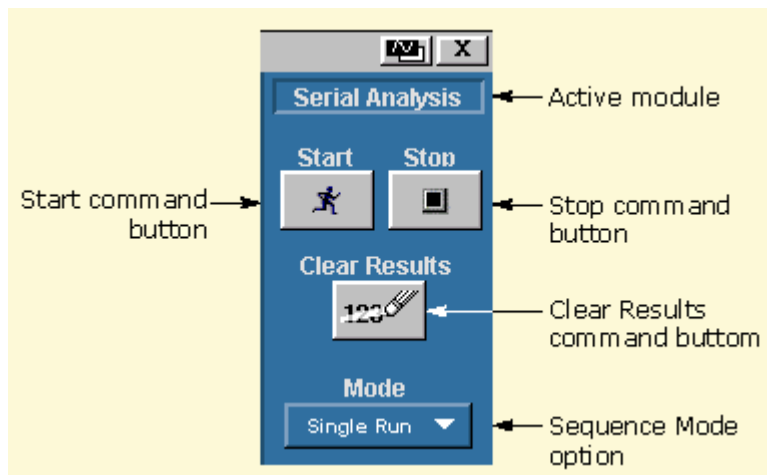 X
Serial Analysis
Active module
Start
Stop
Start command
button
Stop command
button
Clear Results
123
Clear Results
command buttom
Mode
Single Run
Sequence Mode
option